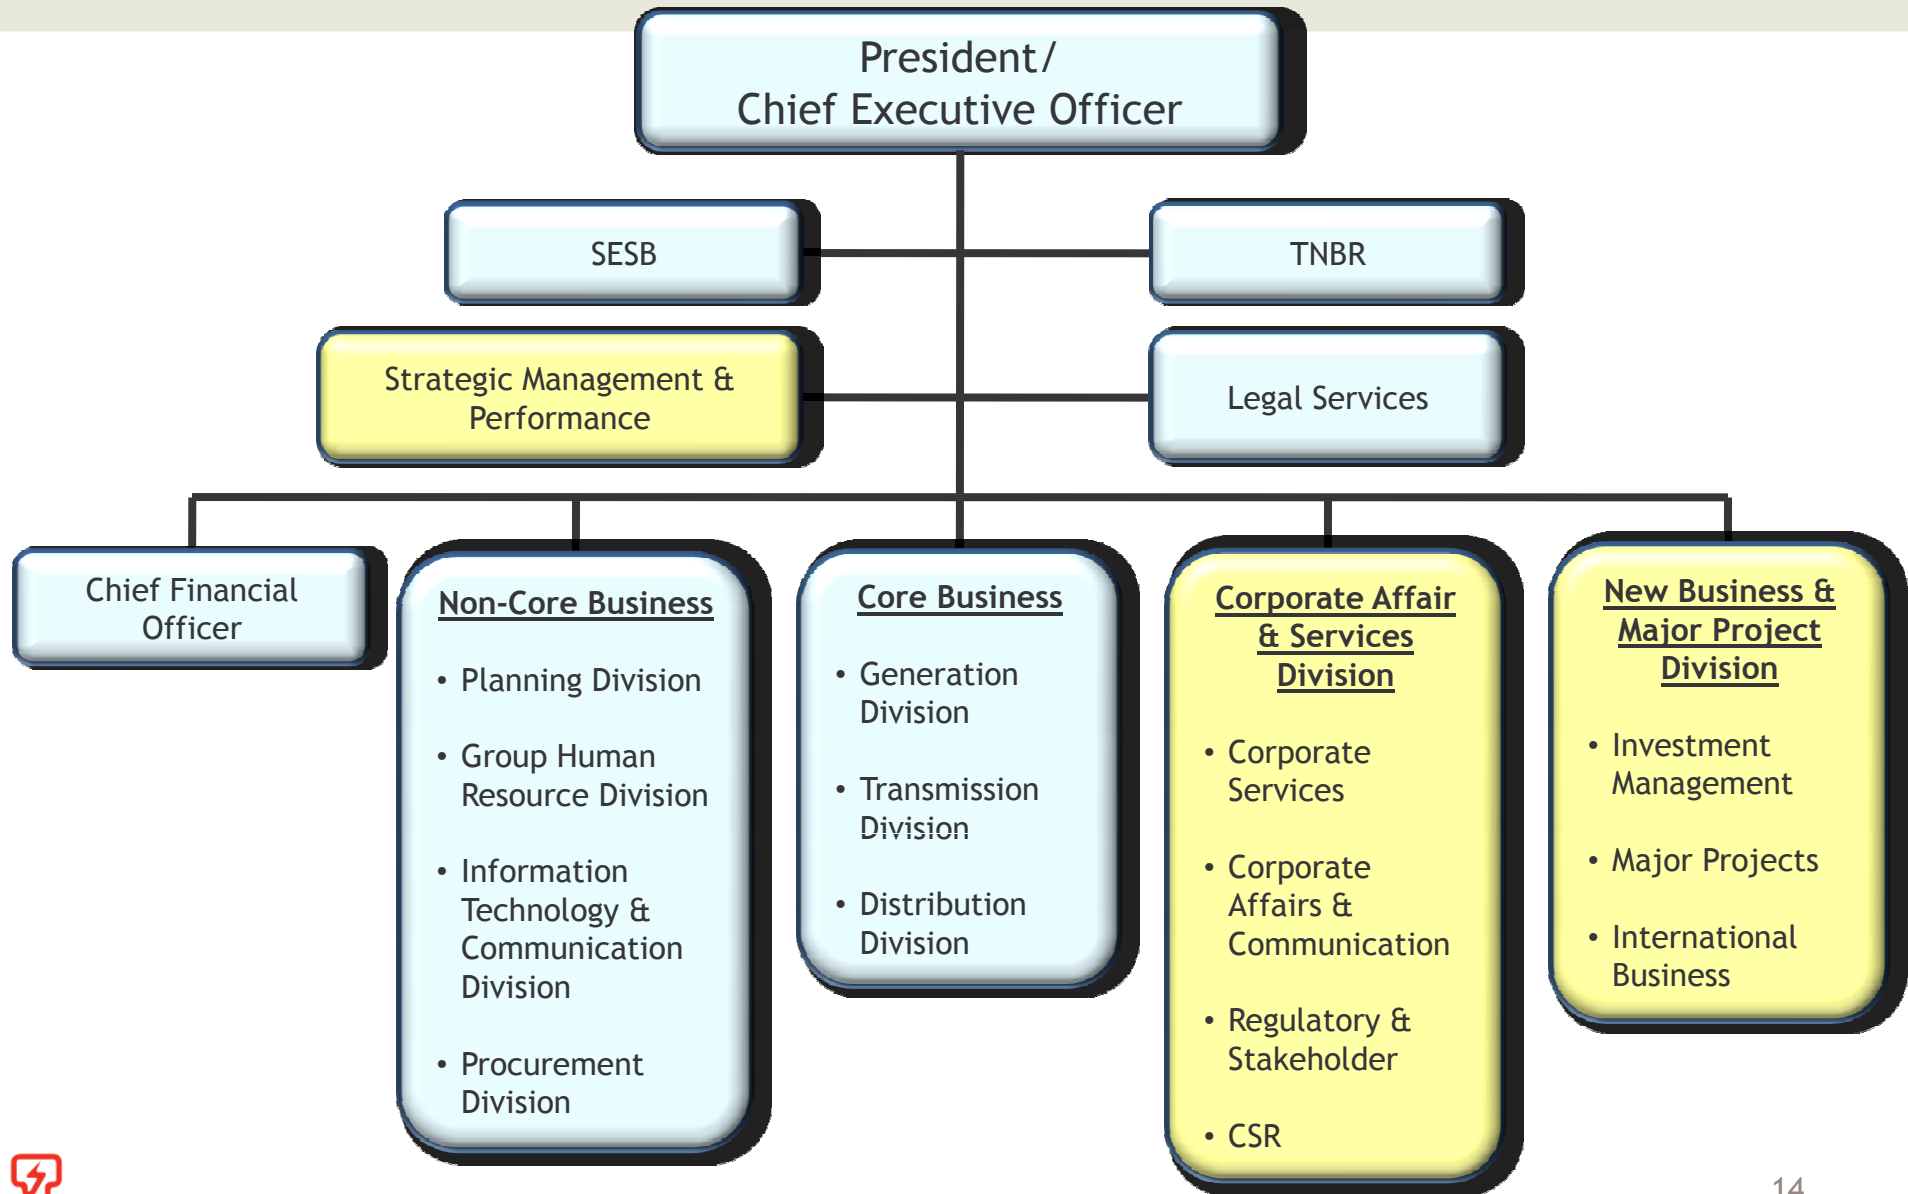 President/
Chief Executive Officer
SESB
TNBR
Strategic Management &
Performance
Legal Services
Chief Financial
Officer
Non-Core Business
• Planning Division
• Group Human
Resource Division
• Information
Technology &
Communication
Division
• Procurement
Division
Core Business
• Generation
Division
• Transmission
Division
• Distribution
Division
Corporate Affair
& Services
Division
• Corporate
Services
• Corporate
Affairs &
Communication
• Regulatory &
Stakeholder
• CSR
New Business &
Major Project
Division
• Investment
Management
• Major Projects
• International
Business
14